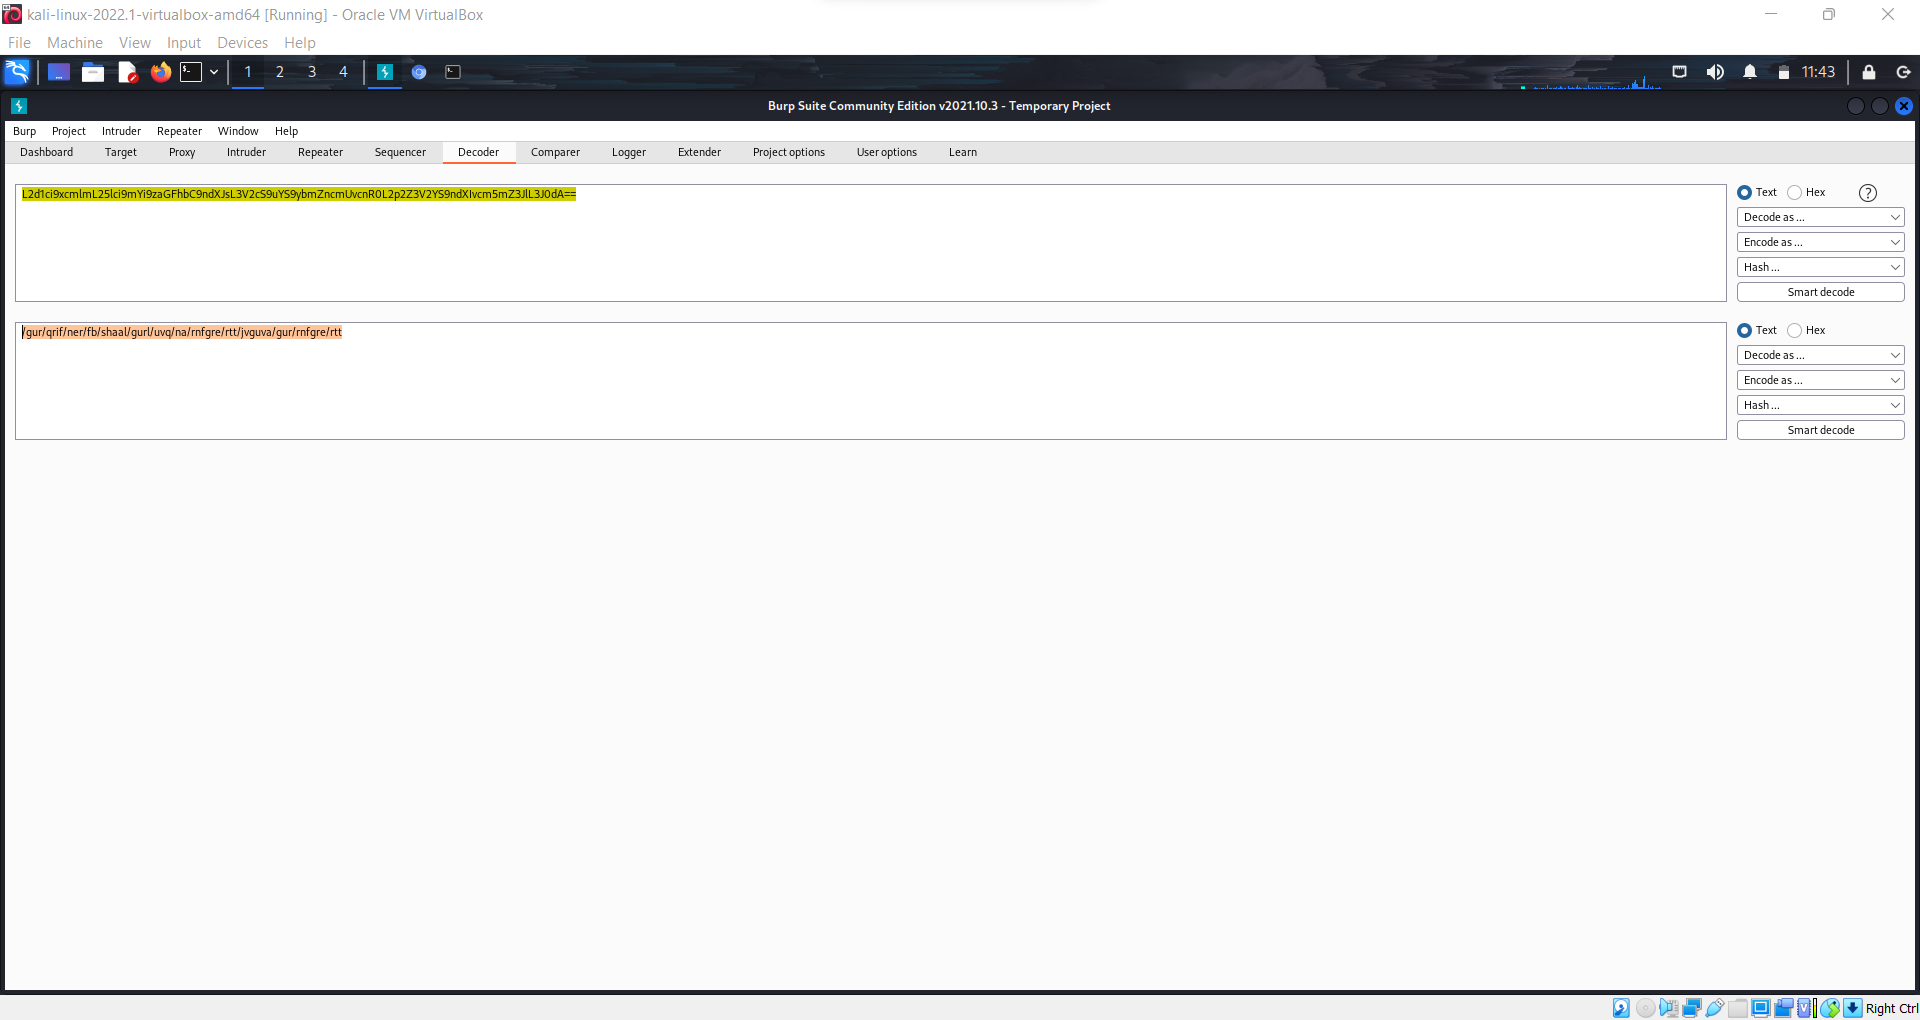 kali-linux-2022.1-virtualbox-amd64 [Running] - Oracle VM VirtualBox
File Machine View Input Devices Help
1 2 3 4 11:43
Burp Suite Community Edition v2021.10.3 - Temporary Project
Burp Project Intruder Repeater Window Help
Dashboard Target Proxy Intruder Repeater Sequencer Decoder Comparer Logger Extender Project options User options Learn
L2d1ci9xcmlmL25lci9mYi9zaGFhbC9ndXJsL3V2cS9uYS9ybmZncmUvcnR0L2p2Z3V2YS9ndXIvcm5mZ3JlL3J0dA==
Text Hex ?
Decode as ...
Encode as ...
Hash ...
Smart decode
/gur/qrif/ner/fb/shaal/gurl/uvq/na/rnfgre/rtt/jvguva/gur/rnfgre/rtt
Text Hex
Decode as ...
Encode as ...
Hash ...
Smart decode
Right Ctrl